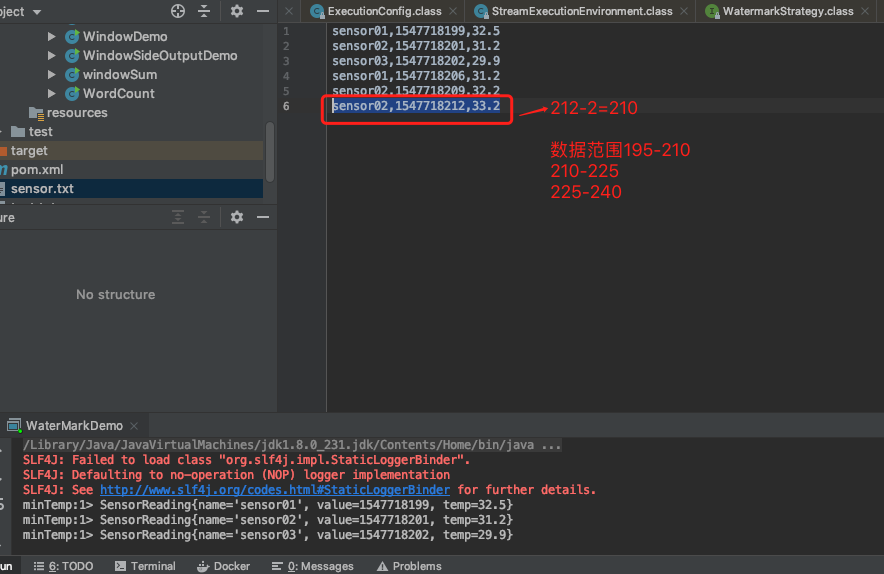 oject
ExecutionConfig.class
StreamExecutionEnvironment.class
WatermarkStrategy.class
WindowDemo
WindowSideOutputDemo
windowSum
WordCount
resources
test
target
pom.xml
sensor.txt
1 sensor01,1547718199,32.5
2 sensor02,1547718201,31.2
3 sensor03,1547718202,29.9
4 sensor01,1547718206,31.2
5 sensor02,1547718209,32.2
6 sensor02,1547718212,33.2
212-2=210
数据范围195-210
210-225
225-240
ure
No structure
WaterMarkDemo
/Library/Java/JavaVirtualMachines/jdk1.8.0_231.jdk/Contents/Home/bin/java ...
SLF4J: Failed to load class "org.slf4j.impl.StaticLoggerBinder".
SLF4J: Defaulting to no-operation (NOP) logger implementation
SLF4J: See http://www.slf4j.org/codes.html#StaticLoggerBinder for further details.
minTemp:1> SensorReading{name='sensor01', value=1547718199, temp=32.5}
minTemp:1> SensorReading{name='sensor02', value=1547718201, temp=31.2}
minTemp:1> SensorReading{name='sensor03', value=1547718202, temp=29.9}
un
6: TODO
Terminal
Docker
0: Messages
Problems